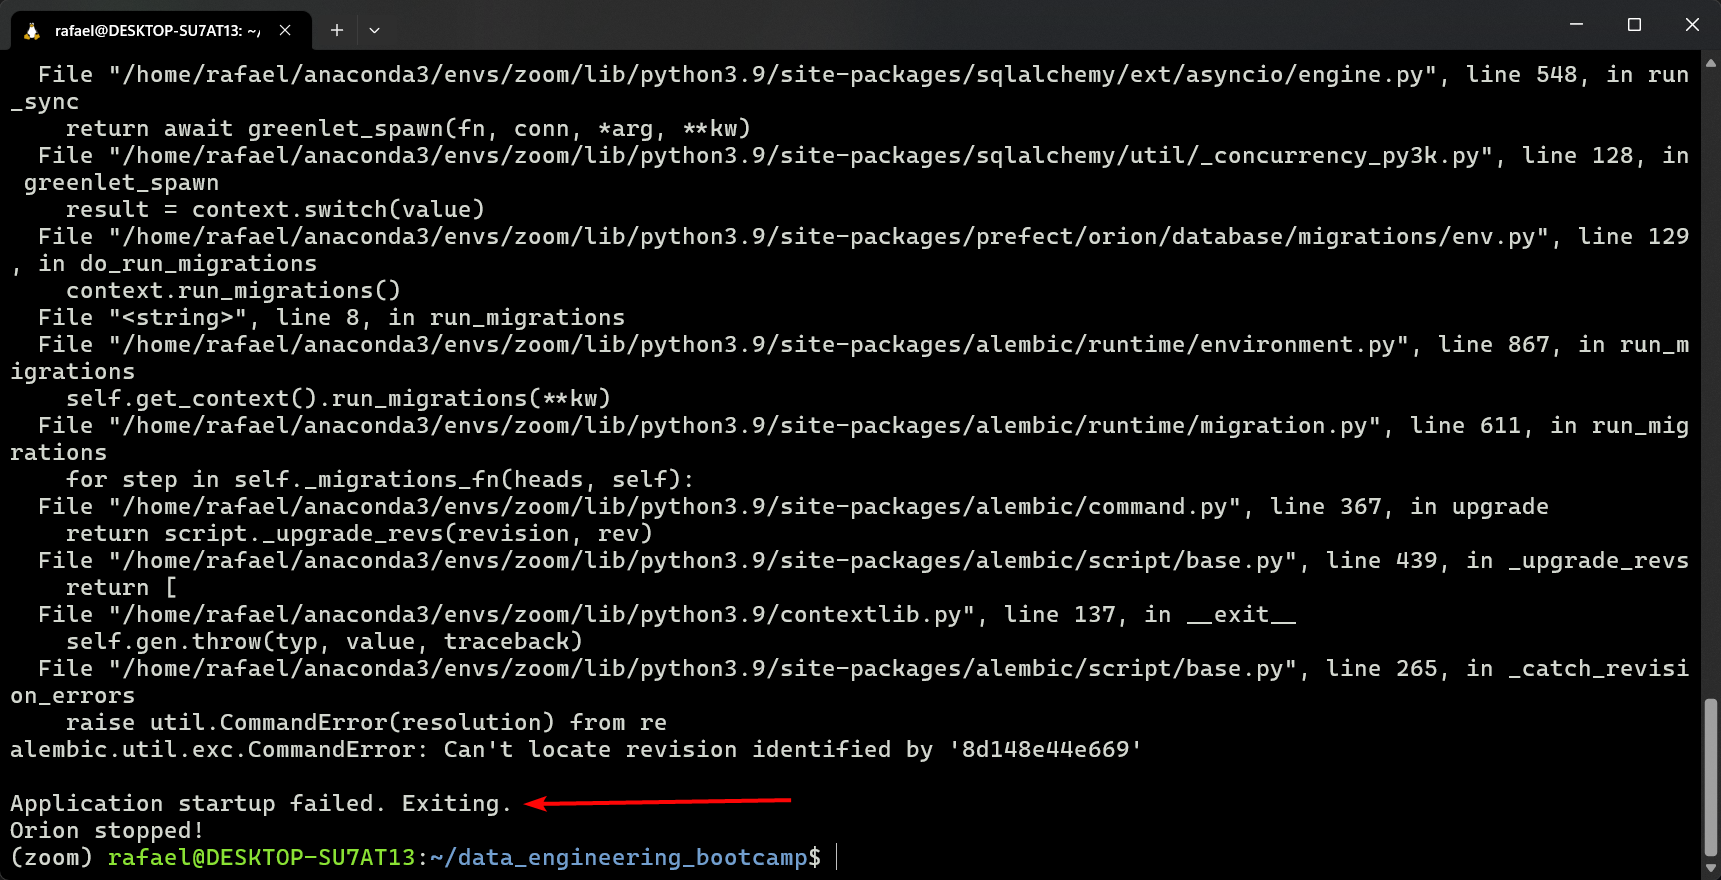 rafael@DESKTOP-SU7AT13: ~/
  File "/home/rafael/anaconda3/envs/zoom/lib/python3.9/site-packages/sqlalchemy/ext/asyncio/engine.py", line 548, in run
_sync
    return await greenlet_spawn(fn, conn, *arg, **kw)
  File "/home/rafael/anaconda3/envs/zoom/lib/python3.9/site-packages/sqlalchemy/util/_concurrency_py3k.py", line 128, in
 greenlet_spawn
    result = context.switch(value)
  File "/home/rafael/anaconda3/envs/zoom/lib/python3.9/site-packages/prefect/orion/database/migrations/env.py", line 129
, in do_run_migrations
    context.run_migrations()
  File "<string>", line 8, in run_migrations
  File "/home/rafael/anaconda3/envs/zoom/lib/python3.9/site-packages/alembic/runtime/environment.py", line 867, in run_m
igrations
    self.get_context().run_migrations(**kw)
  File "/home/rafael/anaconda3/envs/zoom/lib/python3.9/site-packages/alembic/runtime/migration.py", line 611, in run_mig
rations
    for step in self._migrations_fn(heads, self):
  File "/home/rafael/anaconda3/envs/zoom/lib/python3.9/site-packages/alembic/command.py", line 367, in upgrade
    return script._upgrade_revs(revision, rev)
  File "/home/rafael/anaconda3/envs/zoom/lib/python3.9/site-packages/alembic/script/base.py", line 439, in _upgrade_revs
    return [
  File "/home/rafael/anaconda3/envs/zoom/lib/python3.9/contextlib.py", line 137, in __exit__
    self.gen.throw(typ, value, traceback)
  File "/home/rafael/anaconda3/envs/zoom/lib/python3.9/site-packages/alembic/script/base.py", line 265, in _catch_revisi
on_errors
    raise util.CommandError(resolution) from re
alembic.util.exc.CommandError: Can't locate revision identified by '8d148e44e669'
Application startup failed. Exiting.
Orion stopped!
(zoom) rafael@DESKTOP-SU7AT13:~/data_engineering_bootcamp$